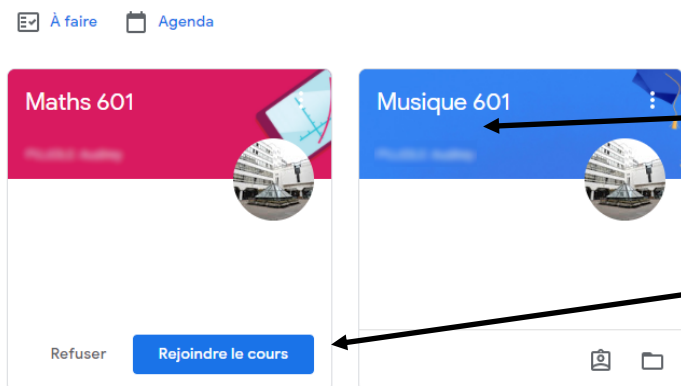 À faire Agenda
Maths 601
Musique 601
Refuser Rejoindre le cours